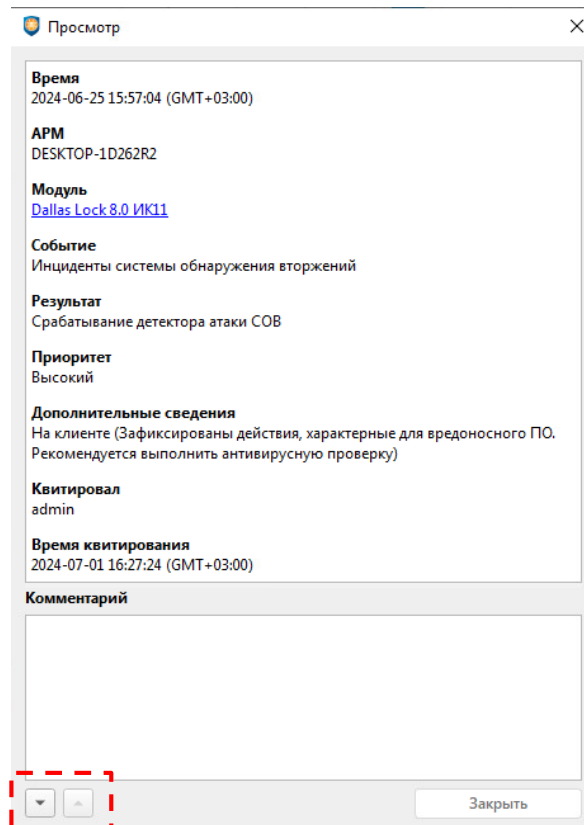 Просмотр
Время
2024-06-25 15:57:04 (GMT+03:00)
АРМ
DESKTOP-1D262R2
Модуль
Dallas Lock 8.0 ИК11
Событие
Инциденты системы обнаружения вторжений
Результат
Срабатывание детектора атаки СОВ
Приоритет
Высокий
Дополнительные сведения
На клиенте (Зафиксированы действия, характерные для вредоносного ПО.
Рекомендуется выполнить антивирусную проверку)
Квитировал
admin
Время квитирования
2024-07-01 16:27:24 (GMT+03:00)
Комментарий
Закрыть